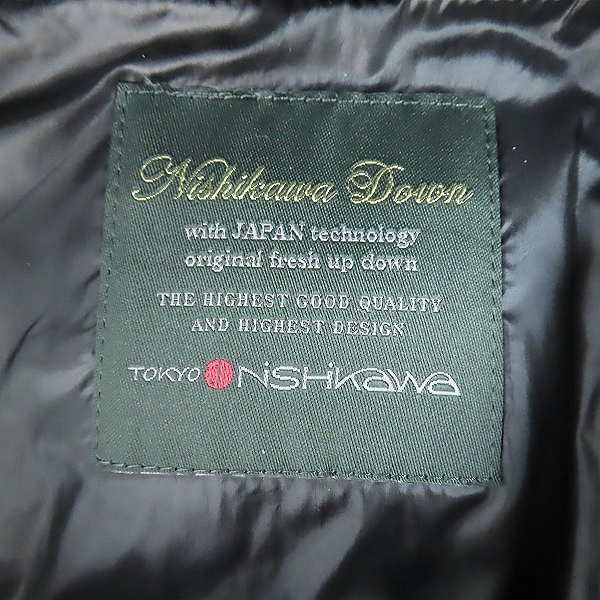 Nishikawa Down
with JAPAN technology
original fresh up down
THE HIGHEST GOOD QUALITY
AND HIGHEST DESIGN
TOKYO NiSHiKaWa